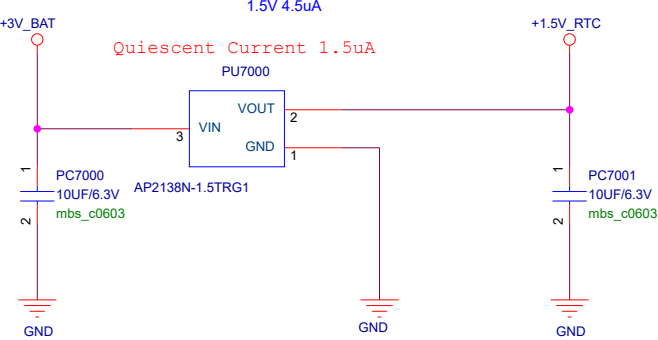 1.5V 4.5uA
+3V_BAT
+1.5V_RTC
Quiescent Current 1.5uA
PU7000
VOUT
2
VIN
3
GND
1
1
PC7000
10UF/6.3V
mbs_c0603
2
AP2138N-1.5TRG1
1
PC7001
10UF/6.3V
mbs_c0603
2
GND
GND
GND